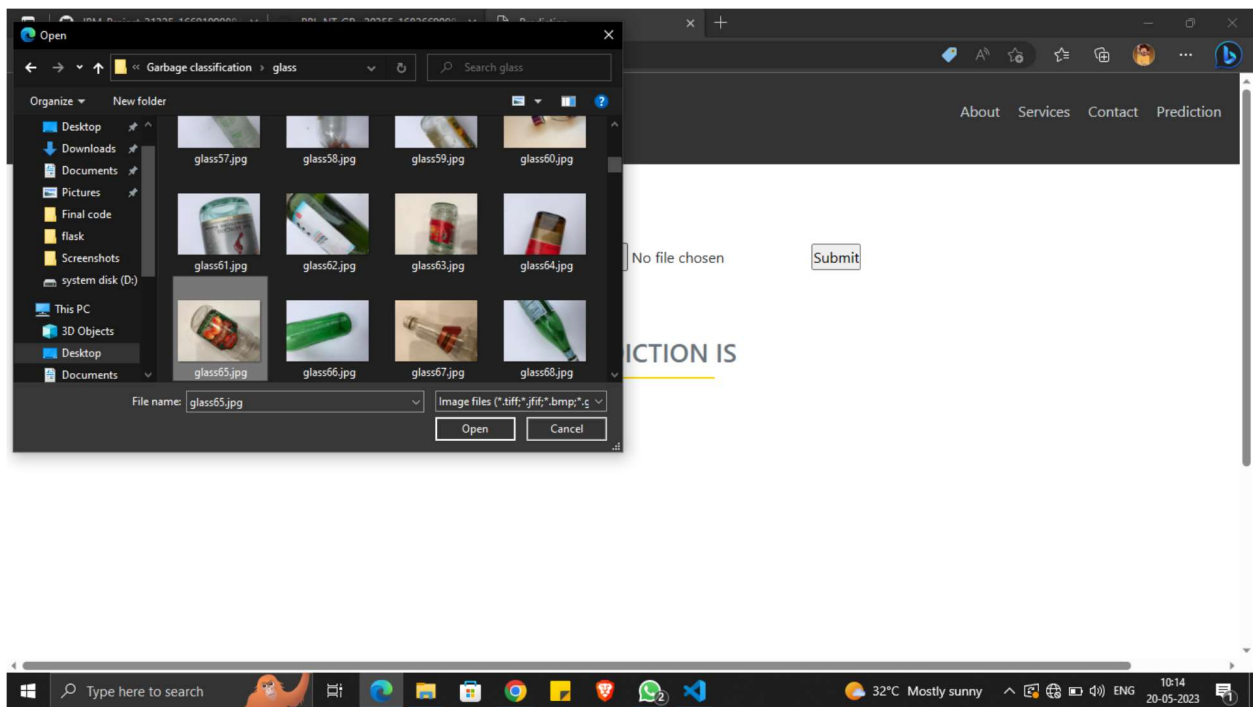 Open
Garbage classification > glass
Search glass
Organize
New folder
Desktop
Downloads
Documents
Pictures
Final code
flask
Screenshots
system disk (D:)
This PC
3D Objects
Desktop
Documents
glass57.jpg
glass58.jpg
glass59.jpg
glass60.jpg
glass61.jpg
glass62.jpg
glass63.jpg
glass64.jpg
glass65.jpg
glass66.jpg
glass67.jpg
glass68.jpg
File name: glass65.jpg
Image files (*.tiff;*.jfif;*.bmp;*.g
Open
Cancel
About Services Contact Prediction
No file chosen
Submit
ICTION IS
Type here to search
2
32°C Mostly sunny
ENG
10:14
20-05-2023
1